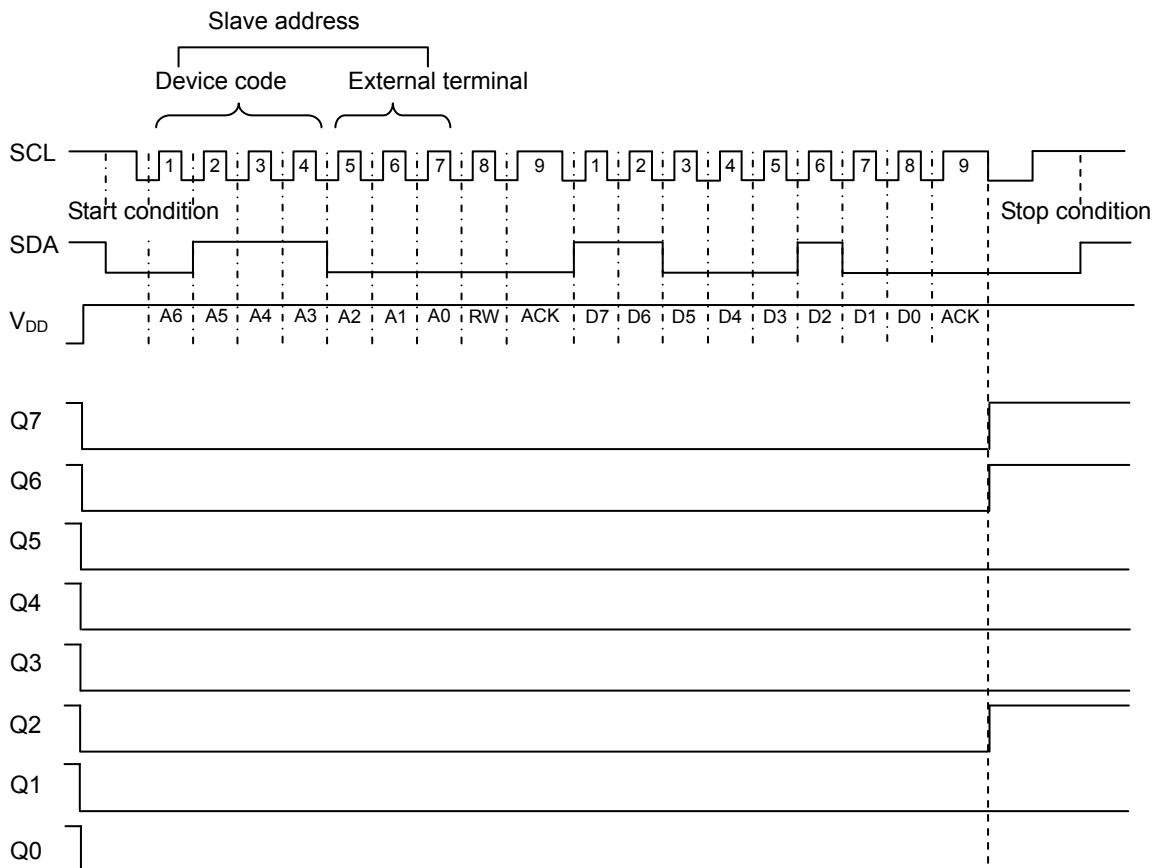 Slave address
Device code External terminal
SCL 1 2 3 4 5 6 7 8 9 1 2 3 4 5 6 7 8 9
Start condition Stop condition
SDA
VDD A6 A5 A4 A3 A2 A1 A0 RW ACK D7 D6 D5 D4 D3 D2 D1 D0 ACK
Q7
Q6
Q5
Q4
Q3
Q2
Q1
Q0